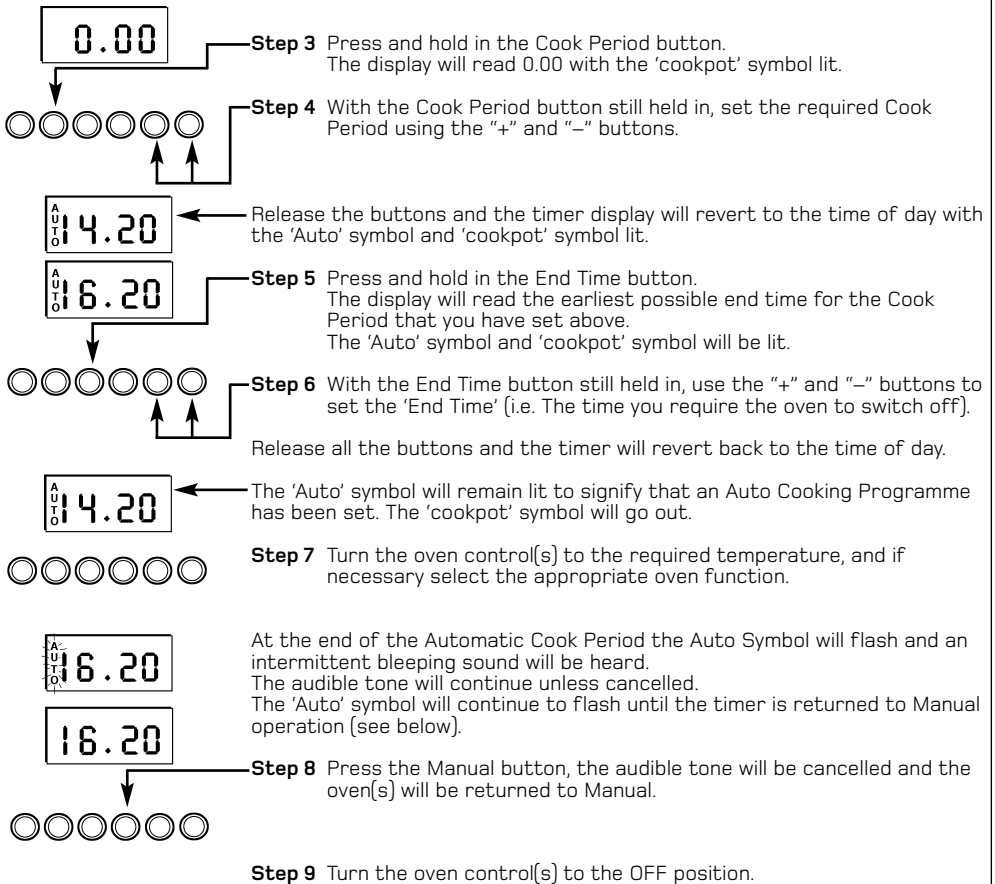 0.00
Step 3 Press and hold in the Cook Period button.
The display will read 0.00 with the ‘cookpot’ symbol lit.
Step 4 With the Cook Period button still held in, set the required Cook
Period using the “+” and “–” buttons.
AUTO 14.20
Release the buttons and the timer display will revert to the time of day with
the ‘Auto’ symbol and ‘cookpot’ symbol lit.
AUTO 16.20
Step 5 Press and hold in the End Time button.
The display will read the earliest possible end time for the Cook
Period that you have set above.
The ‘Auto’ symbol and ‘cookpot’ symbol will be lit.
Step 6 With the End Time button still held in, use the “+” and “–” buttons to
set the ‘End Time’ (i.e. The time you require the oven to switch off).
Release all the buttons and the timer will revert back to the time of day.
AUTO 14.20
The ‘Auto’ symbol will remain lit to signify that an Auto Cooking Programme
has been set. The ‘cookpot’ symbol will go out.
Step 7 Turn the oven control(s) to the required temperature, and if
necessary select the appropriate oven function.
AUTO 16.20
At the end of the Automatic Cook Period the Auto Symbol will flash and an
intermittent bleeping sound will be heard.
The audible tone will continue unless cancelled.
The ‘Auto’ symbol will continue to flash until the timer is returned to Manual
operation (see below).
16.20
Step 8 Press the Manual button, the audible tone will be cancelled and the
oven(s) will be returned to Manual.
Step 9 Turn the oven control(s) to the OFF position.